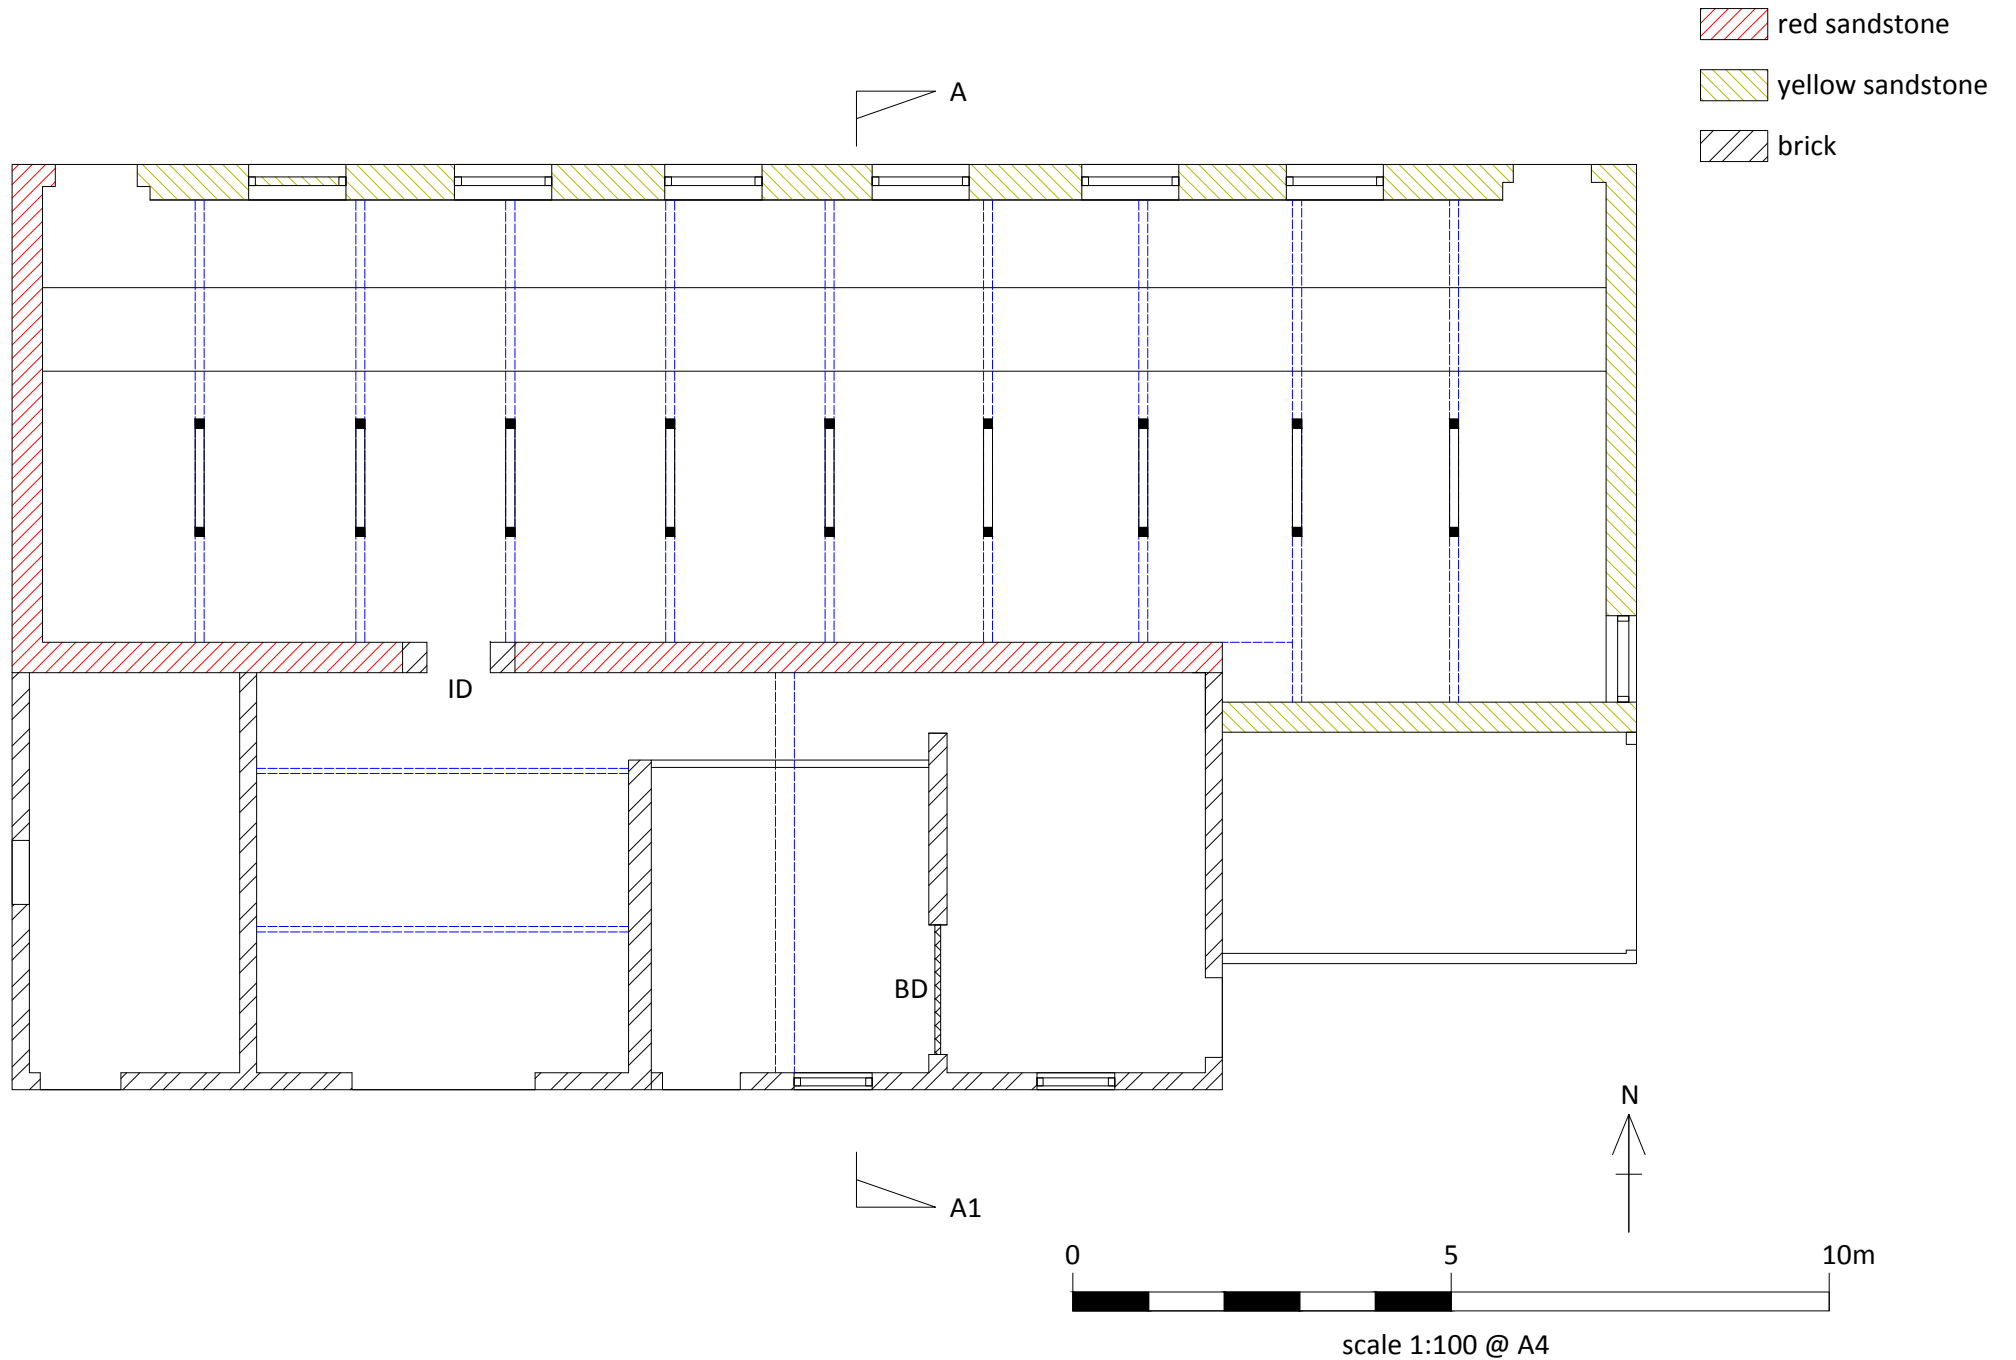 red sandstone
yellow sandstone
brick
A
ID
BD
N
A1
0 5 10m
scale 1:100 @ A4